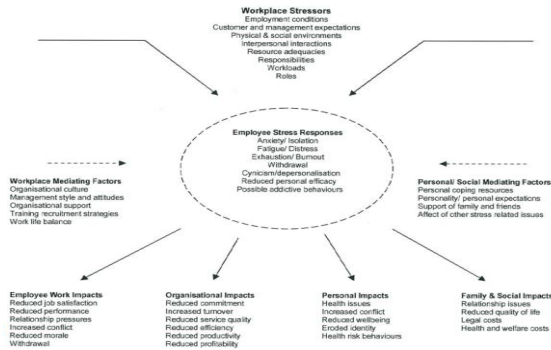 Workplace Stressors
Employment conditions
Customer and management expectations
Physical & social environments
Interpersonal interactions
Resource adequacies
Responsibilities
Workloads
Roles
Employee Stress Responses
Anxiety/ Isolation
Fatigue/ Distress
Exhaustion/ Burnout
Withdrawal
Cynicism/depersonalisation
Reduced personal efficacy
Possible addictive behaviours
Workplace Mediating Factors
Organisational culture
Management style and attitudes
Organisational support
Training recruitment strategies
Work life balance
Personal/ Social Mediating Factors
Personal coping resources
Personality/ personal expectations
Support of family and friends
Affect of other stress related issues
Employee Work Impacts
Reduced job satisfaction
Reduced performance
Relationship pressures
Increased conflict
Reduced morale
Withdrawal
Organisational Impacts
Reduced commitment
Increased turnover
Reduced service quality
Reduced efficiency
Reduced productivity
Reduced profitability
Personal Impacts
Health issues
Increased conflict
Reduced wellbeing
Eroded identity
Health risk behaviours
Family & Social Impacts
Relationship issues
Reduced quality of life
Legal costs
Health and welfare costs